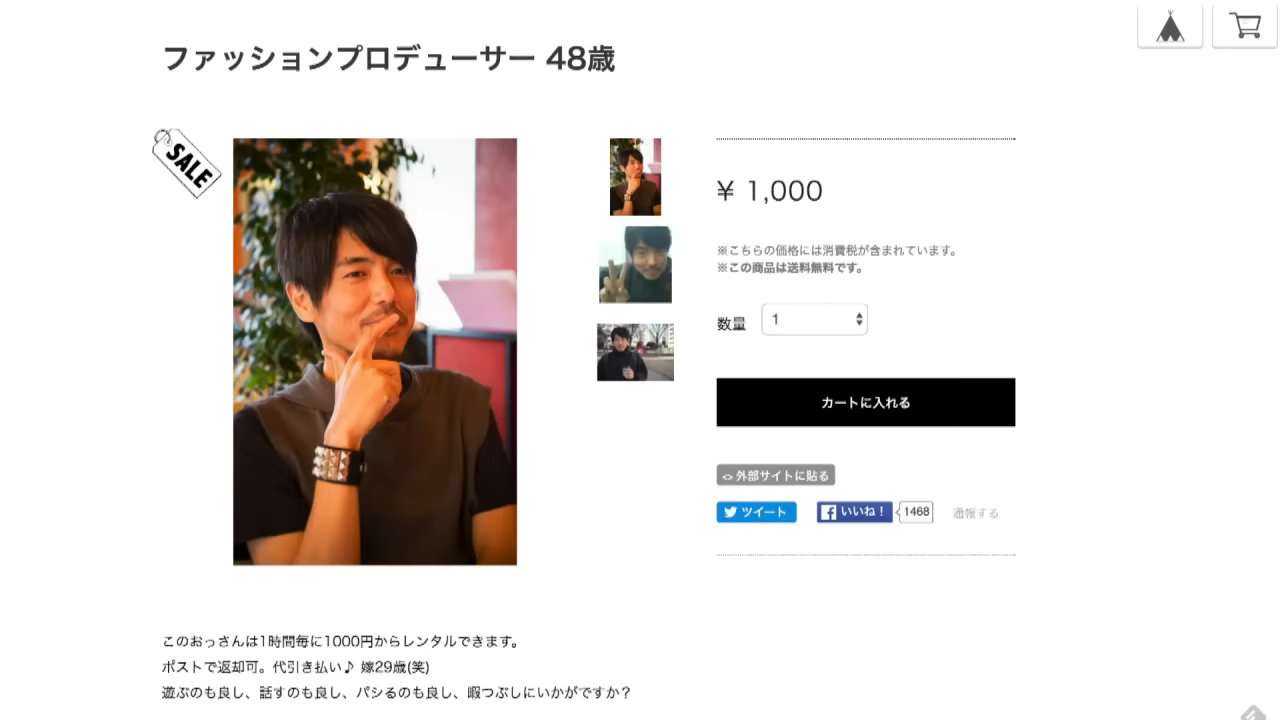 ファッションプロデューサー 48歳
SALE
¥ 1,000
※こちらの価格には消費税が含まれています。
※この商品は送料無料です。
数量 1
カートに入れる
<> 外部サイトに貼る
ツイート いいね！ 1468 通報する
このおっさんは1時間毎に1000円からレンタルできます。
ポストで返却可。代引き払い♪ 嫁29歳(笑)
遊ぶのも良し、話すのも良し、パシるのも良し、暇つぶしにいかがですか？